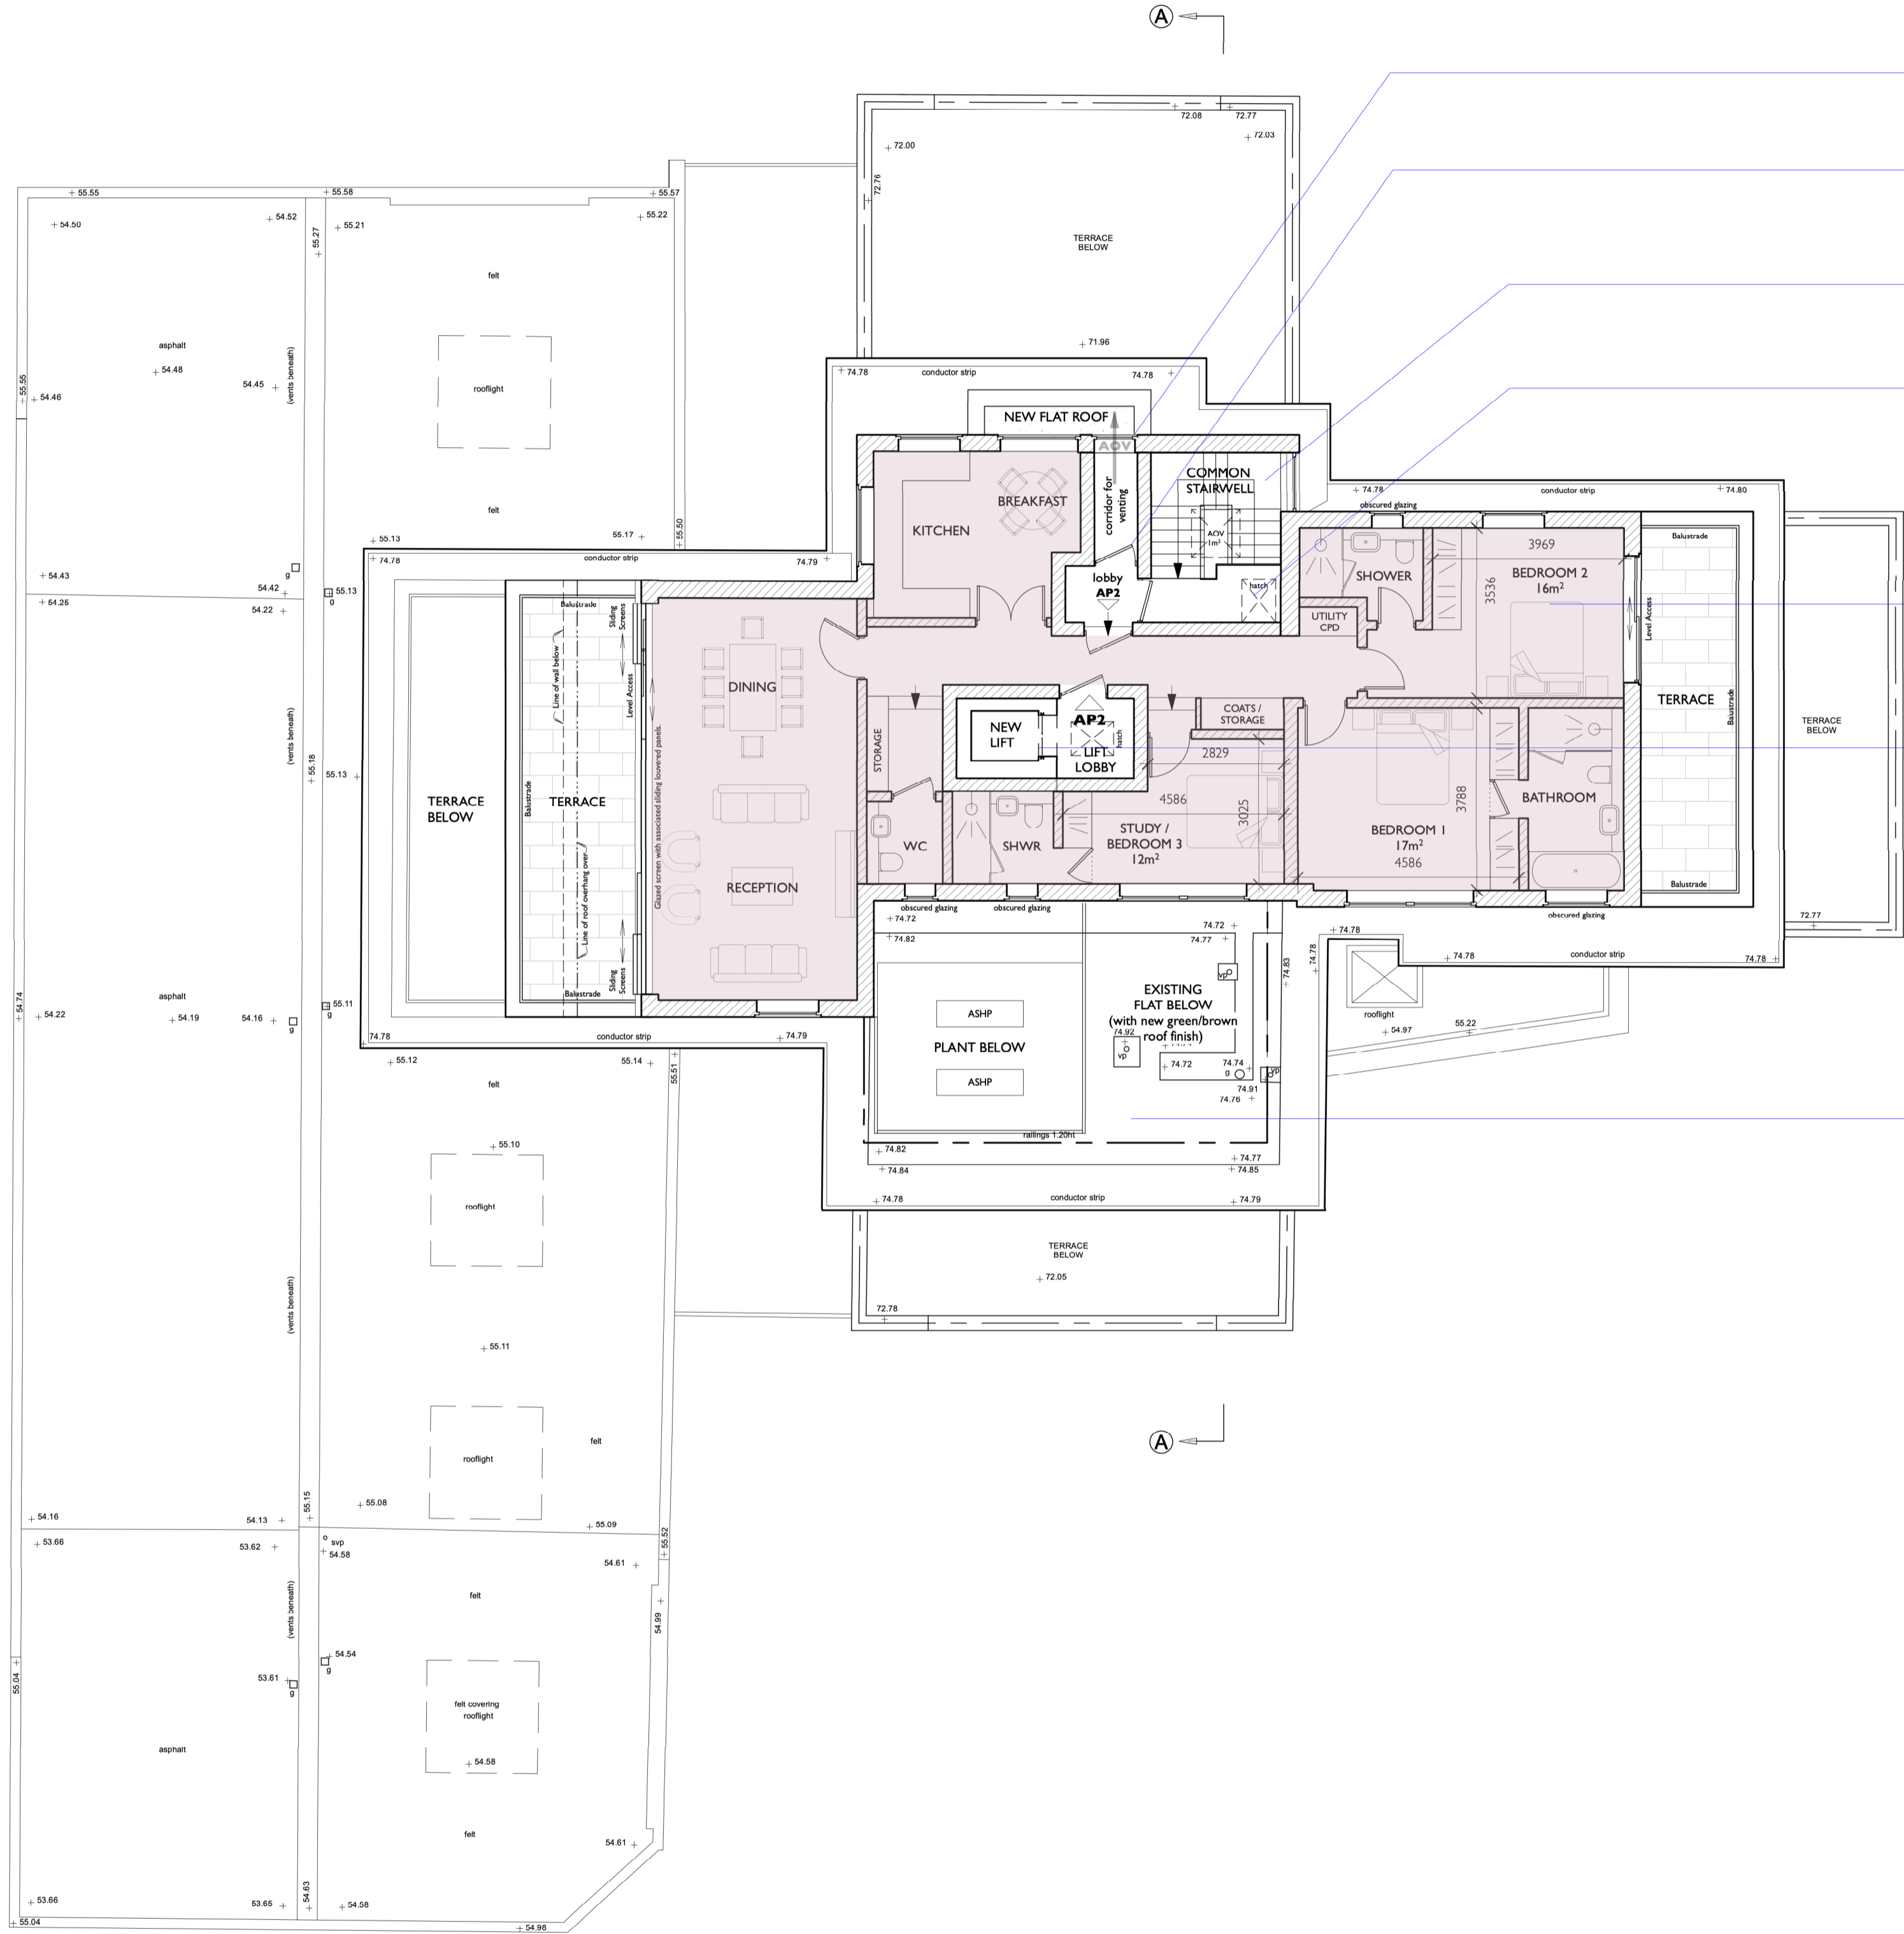 A
72.08
72.77
72.03
72.00
72.76
TERRACE
BELOW
71.96
55.55
55.58
55.57
54.50
54.52
55.21
55.22
55.27
felt
asphalt
54.48
54.45
(vents beneath)
54.46
55.55
rooflight
felt
55.13
55.17
55.50
54.43
54.42
g
55.13
g
54.25
54.22
74.78
conductor strip
74.78
NEW FLAT ROOF
AOV
74.78
conductor strip
74.79
74.78
conductor strip
74.80
KITCHEN
BREAKFAST
corridor for
venting
COMMON
STAIRWELL
AOV
1m²
hatch
lobby
AP2
obscured glazing
SHOWER
UTILITY
CPD
3969
3536
BEDROOM 2
16m²
Level Access
Balustrade
TERRACE
Balustrade
Balustrade
TERRACE
BELOW
72.77
Balustrade
Sliding
Screens
Line of wall below
Level Access
TERRACE
BELOW
Balustrade
TERRACE
Line of roof overhang over
Sliding
Screens
Balustrade
Glazed screen with associated sliding louvered panels.
DINING
RECEPTION
STORAGE
WC
NEW
LIFT
AP2
hatch
LIFT
LOBBY
COATS /
STORAGE
2829
4586
3025
SHWR
STUDY /
BEDROOM 3
12m²
BEDROOM 1
17m²
4586
3788
BATHROOM
obscured glazing
obscured glazing
obscured glazing
(vents beneath)
55.18
55.13
asphalt
54.74
54.22
54.19
54.16
g
55.11
g
74.78
conductor strip
74.79
74.72
74.82
74.72
74.77
74.83
74.78
74.78
74.78
conductor strip
74.78
vp
EXISTING
FLAT BELOW
(with new green/brown
roof finish)
74.92
vp
74.72
74.74
g
vp
74.91
74.76
ASHP
PLANT BELOW
ASHP
railings 1.20ht
rooflight
54.97
55.22
74.82
74.84
74.77
74.85
74.78
conductor strip
74.79
TERRACE
BELOW
72.05
72.78
55.12
55.14
55.51
felt
55.10
rooflight
(vents beneath)
55.11
felt
rooflight
A
55.15
55.08
54.16
54.13
55.09
55.52
53.66
53.62
svp
54.58
54.61
felt
(vents beneath)
54.99
55.04
54.54
g
53.61
g
felt covering
rooflight
54.58
asphalt
felt
54.61
53.66
53.65
54.63
54.58
55.04
54.98